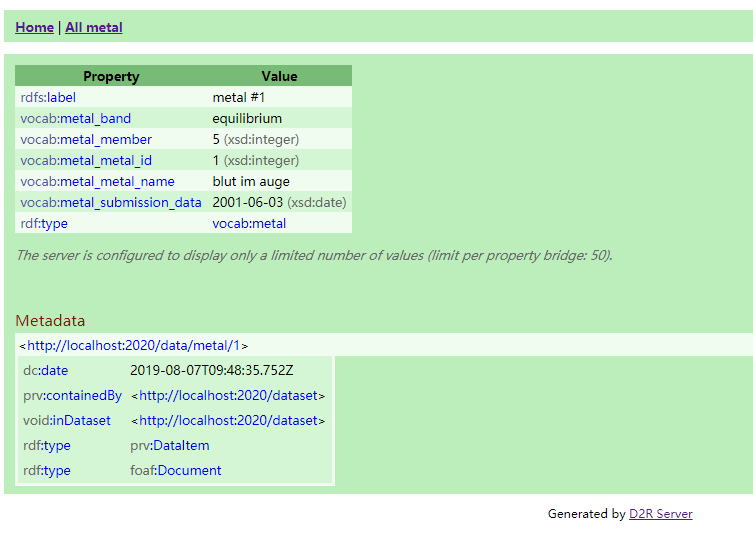 Home | All metal
Property Value
rdfs:label metal #1
vocab:metal_band equilibrium
vocab:metal_member 5 (xsd:integer)
vocab:metal_metal_id 1 (xsd:integer)
vocab:metal_metal_name blut im auge
vocab:metal_submission_data 2001-06-03 (xsd:date)
rdf:type vocab:metal
The server is configured to display only a limited number of values (limit per property bridge: 50).
Metadata
<http://localhost:2020/data/metal/1>
dc:date 2019-08-07T09:48:35.752Z
prv:containedBy <http://localhost:2020/dataset>
void:inDataset <http://localhost:2020/dataset>
rdf:type prv:DataItem
rdf:type foaf:Document
Generated by D2R Server